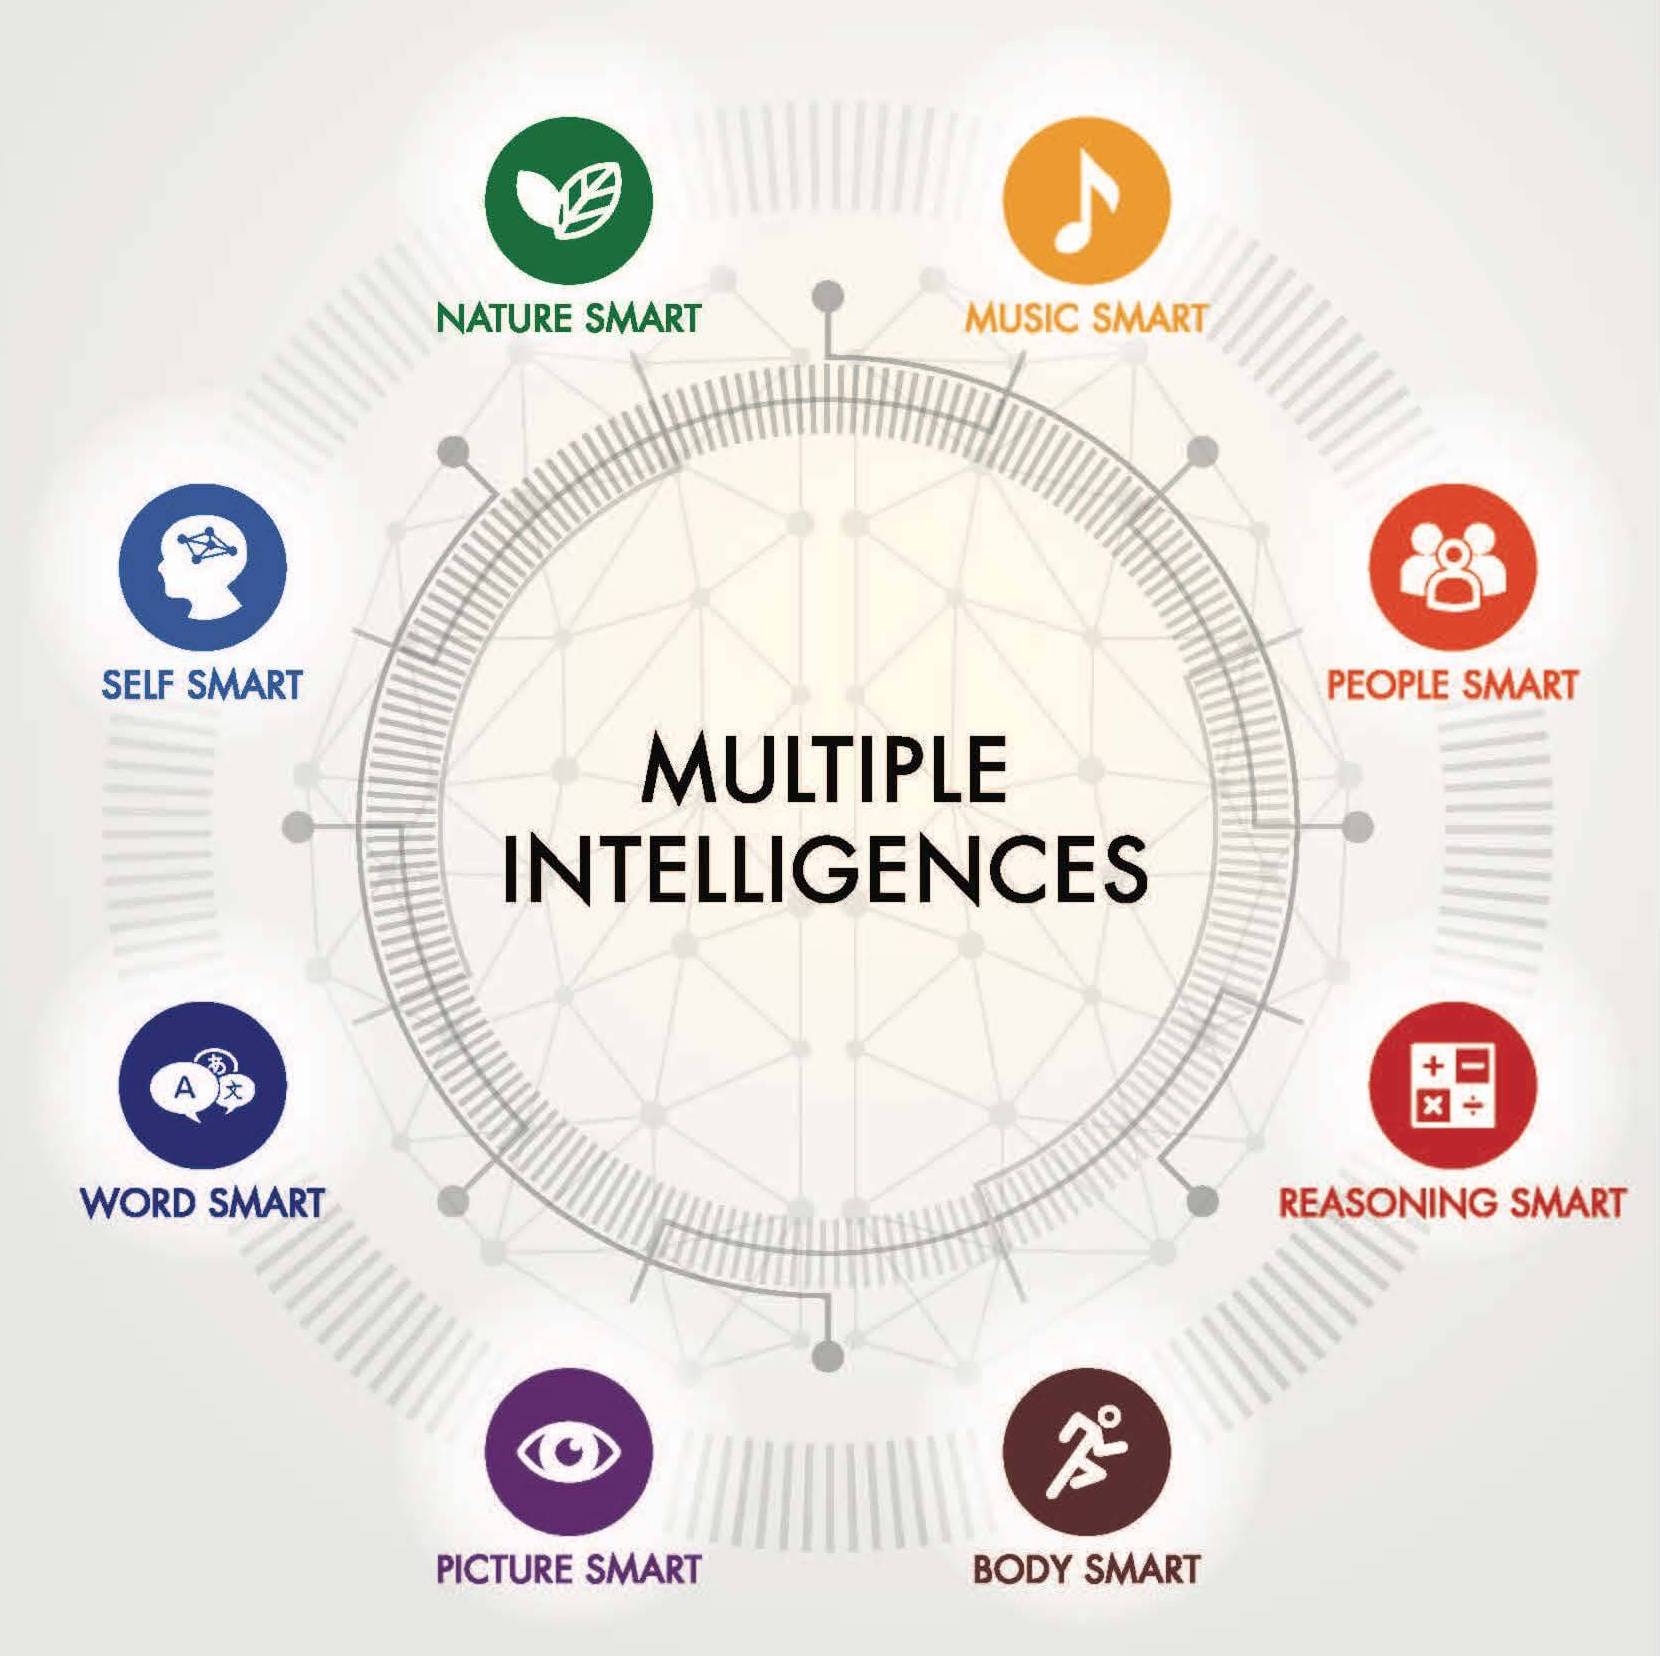 NATURE SMART
MUSIC SMART
SELF SMART
PEOPLE SMART
MULTIPLE
INTELLIGENCES
A あ 文
WORD SMART
+ −
× ÷
REASONING SMART
PICTURE SMART
BODY SMART